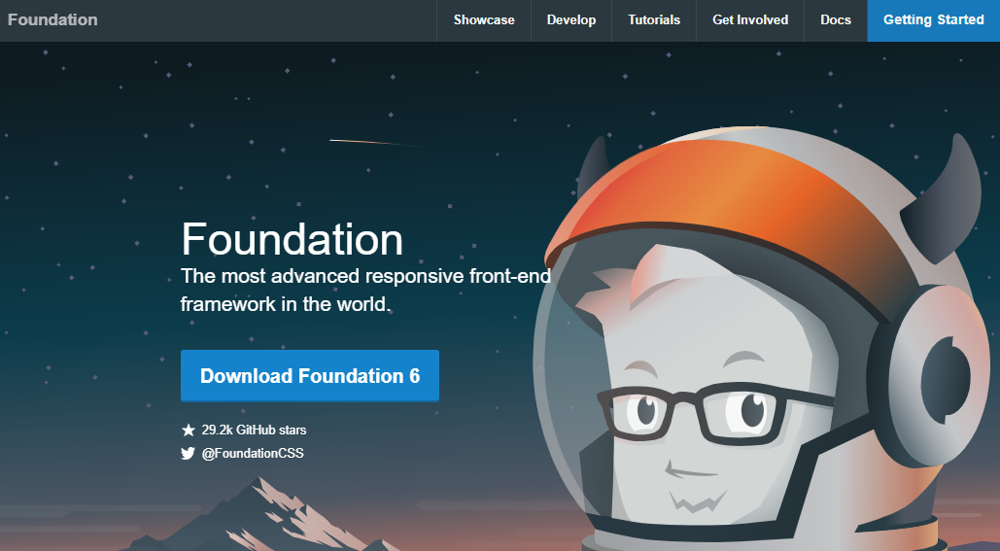 Foundation
Showcase
Develop
Tutorials
Get Involved
Docs
Getting Started
Foundation
The most advanced responsive front-end
framework in the world.
Download Foundation 6
29.2k GitHub stars
@FoundationCSS